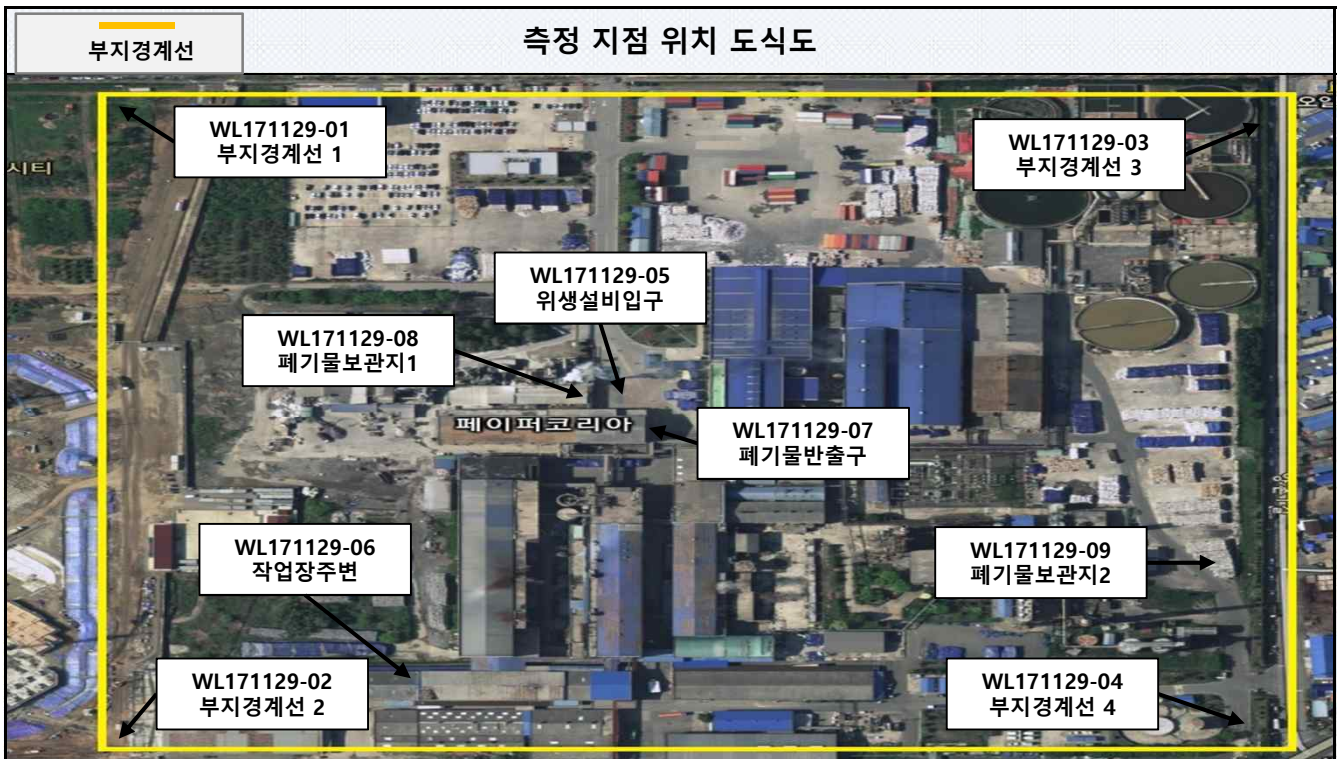 부지경계선
측정 지점 위치 도식도
WL171129-01
부지경계선 1
WL171129-03
부지경계선 3
시티
WL171129-05
위생설비입구
WL171129-08
폐기물보관지1
페이퍼코리아
WL171129-07
폐기물반출구
WL171129-06
작업장주변
WL171129-09
폐기물보관지2
WL171129-02
부지경계선 2
WL171129-04
부지경계선 4